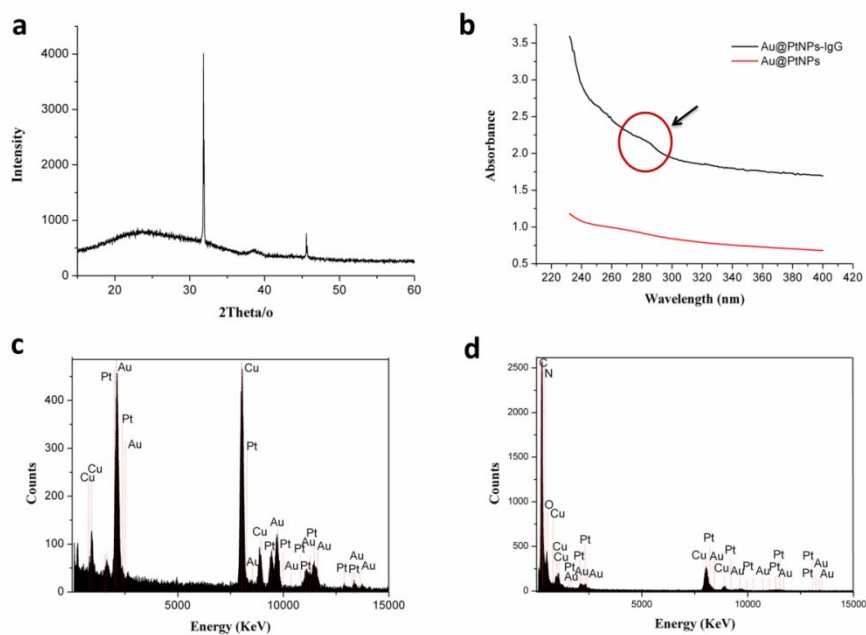 a
Intensity
4000
3000
2000
1000
0
20 30 40 50 60
2Theta/o
b
Absorbance
3.5
3.0
2.5
2.0
1.5
1.0
0.5
Au@PtNPs-IgG
Au@PtNPs
220 240 260 280 300 320 340 360 380 400 420
Wavelength (nm)
c
Counts
400
300
200
100
0
Pt Au
Pt
Au
Cu Cu
Cu
Pt
Au Cu Pt Au Pt Au
Pt Au Pt Au
Pt
Pt Pt Au Au
5000 10000 15000
Energy (KeV)
d
Counts
2500
2000
1500
1000
500
0
C
N
O
Cu
Cu
Cu
Pt Pt
Au Au Au
Cu
Pt
Au
Cu
Pt
Au
Pt
Au
Pt
Pt
Au Au
Pt
Pt
Pt
Au
Au
5000 10000 15000
Energy (KeV)